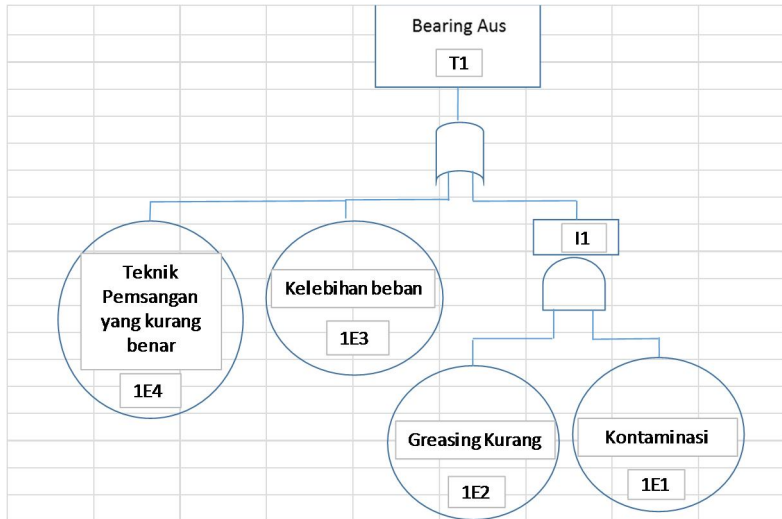 Bearing Aus
T1
I1
Teknik
Pemsangan
yang kurang
benar
1E4
Kelebihan beban
1E3
Greasing Kurang
1E2
Kontaminasi
1E1